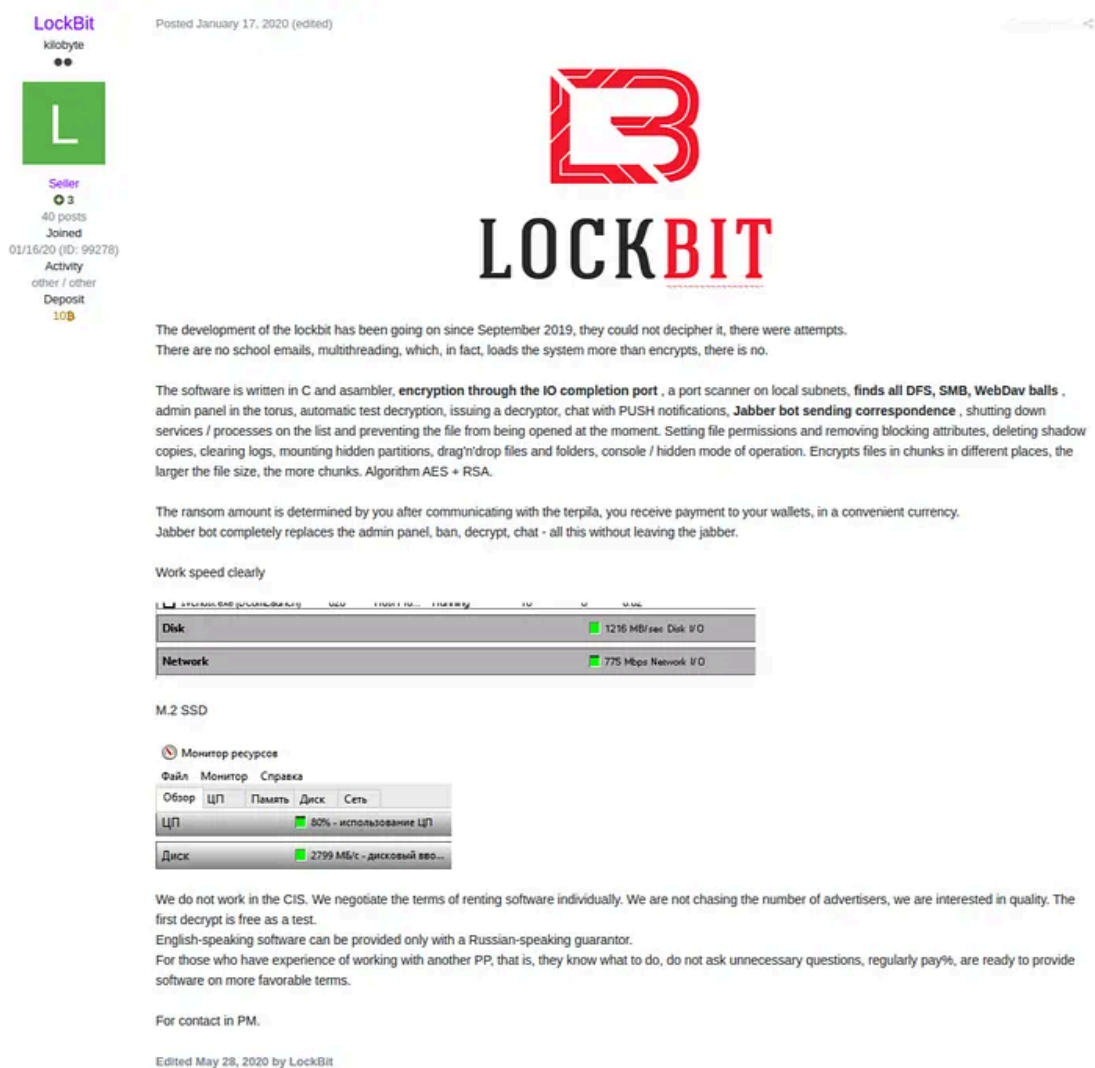 LockBit
kilobyte
L
Seller
3
40 posts
Joined
01/16/20 (ID: 99278)
Activity
other / other
Deposit
10฿
Posted January 17, 2020 (edited)
LOCKBIT
The development of the lockbit has been going on since September 2019, they could not decipher it, there were attempts.
There are no school emails, multithreading, which, in fact, loads the system more than encrypts, there is no.
The software is written in C and asambler, encryption through the IO completion port , a port scanner on local subnets, finds all DFS, SMB, WebDav balls ,
admin panel in the torus, automatic test decryption, issuing a decryptor, chat with PUSH notifications, Jabber bot sending correspondence , shutting down
services / processes on the list and preventing the file from being opened at the moment. Setting file permissions and removing blocking attributes, deleting shadow
copies, clearing logs, mounting hidden partitions, drag'n'drop files and folders, console / hidden mode of operation. Encrypts files in chunks in different places, the
larger the file size, the more chunks. Algorithm AES + RSA.
The ransom amount is determined by you after communicating with the terpila, you receive payment to your wallets, in a convenient currency.
Jabber bot completely replaces the admin panel, ban, decrypt, chat - all this without leaving the jabber.
Work speed clearly
Disk 1216 MB/sec Disk I/O
Network 775 Mbps Network I/O
M.2 SSD
Монитор ресурсов
Файл Монитор Справка
Обзор ЦП Память Диск Сеть
ЦП 80% - использование ЦП
Диск 2799 МБ/с - дисковый вво...
We do not work in the CIS. We negotiate the terms of renting software individually. We are not chasing the number of advertisers, we are interested in quality. The
first decrypt is free as a test.
English-speaking software can be provided only with a Russian-speaking guarantor.
For those who have experience of working with another PP, that is, they know what to do, do not ask unnecessary questions, regularly pay%, are ready to provide
software on more favorable terms.
For contact in PM.
Edited May 28, 2020 by LockBit